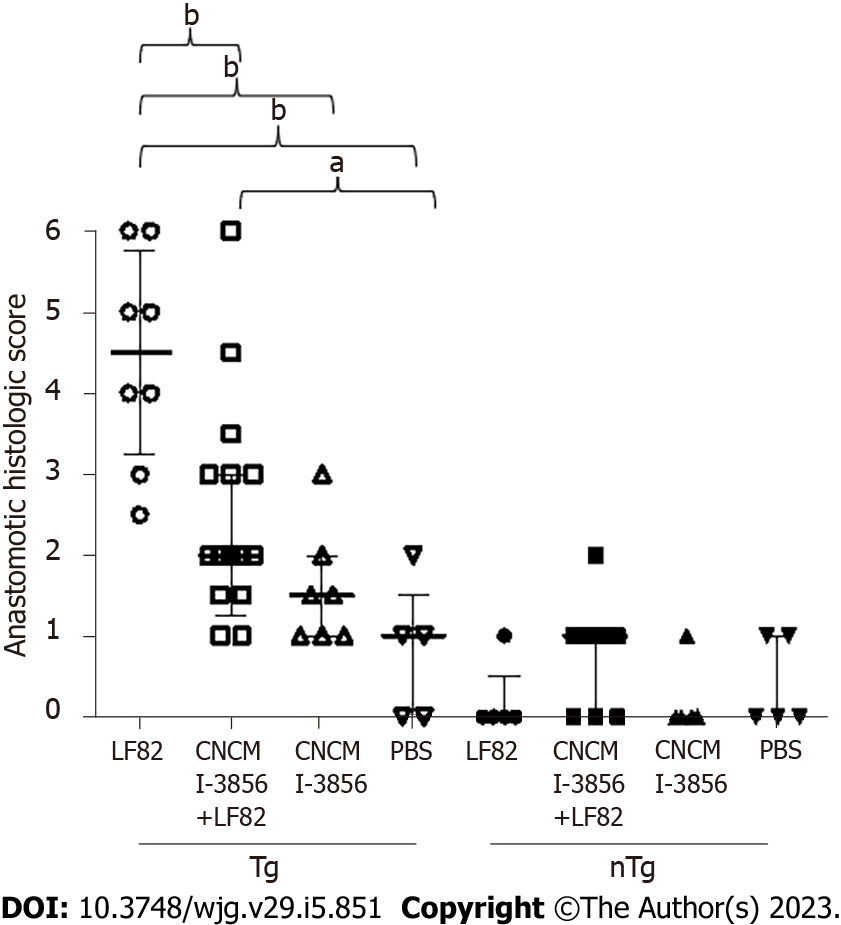 b
b
b
a
Anastomotic histologic score
6
5
4
3
2
1
0
LF82
CNCM I-3856 +LF82
CNCM I-3856
PBS
LF82
CNCM I-3856 +LF82
CNCM I-3856
PBS
Tg
nTg
DOI: 10.3748/wjg.v29.i5.851 Copyright ©The Author(s) 2023.